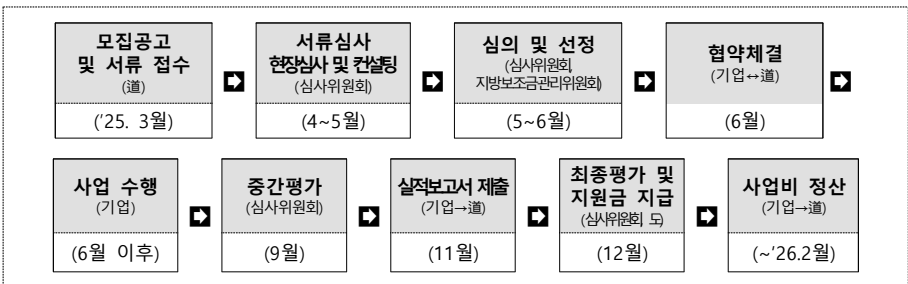 모집공고
및 서류 접수
(道)
('25. 3월)
서류심사
현장심사 및 컨설팅
(심사위원회)
(4~5월)
심의 및 선정
(심사위원회,
지방보조금관리위원회)
(5~6월)
협약체결
(기업↔道)
(6월)
사업 수행
(기업)
(6월 이후)
중간평가
(심사위원회)
(9월)
실적보고서 제출
(기업→道)
(11월)
최종평가 및
지원금 지급
(심사위원회, 도)
(12월)
사업비 정산
(기업→道)
(~'26.2월)